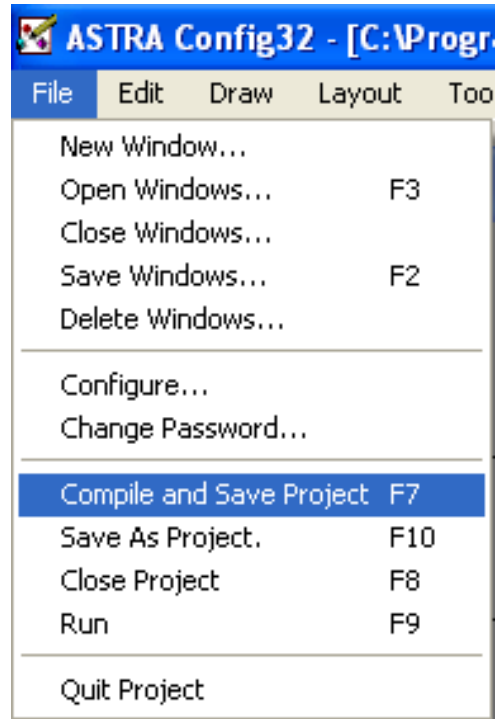 ASTRA Config32 - [C:\Progr
File Edit Draw Layout Too
New Window...
Open Windows... F3
Close Windows...
Save Windows... F2
Delete Windows...
Configure...
Change Password...
Compile and Save Project F7
Save As Project. F10
Close Project F8
Run F9
Quit Project